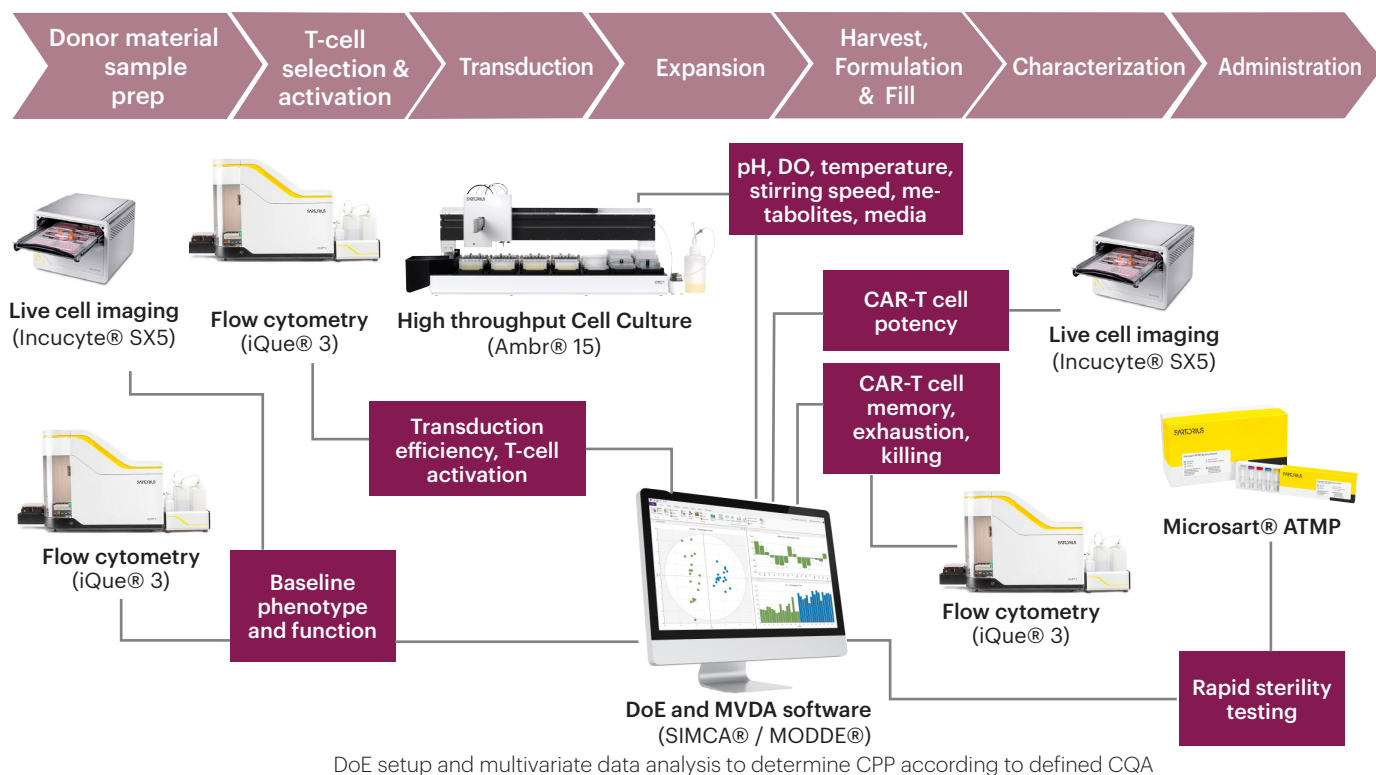 Donor material
sample
prep
T-cell
selection &
activation
Transduction
Expansion
Harvest,
Formulation
& Fill
Characterization
Administration
Live cell imaging
(Incucyte® SX5)
Flow cytometry
(iQue® 3)
SARTORIUS
High throughput Cell Culture
(Ambr® 15)
pH, DO, temperature,
stirring speed, me-
tabolites, media
CAR-T cell
potency
Live cell imaging
(Incucyte® SX5)
Transduction
efficiency, T-cell
activation
CAR-T cell
memory,
exhaustion,
killing
SARTORIUS
Flow cytometry
(iQue® 3)
Baseline
phenotype
and function
SARTORIUS
Flow cytometry
(iQue® 3)
SARTORIUS
Microsart® ATMP
Rapid sterility
testing
DoE and MVDA software
(SIMCA® / MODDE®)
DoE setup and multivariate data analysis to determine CPP according to defined CQA